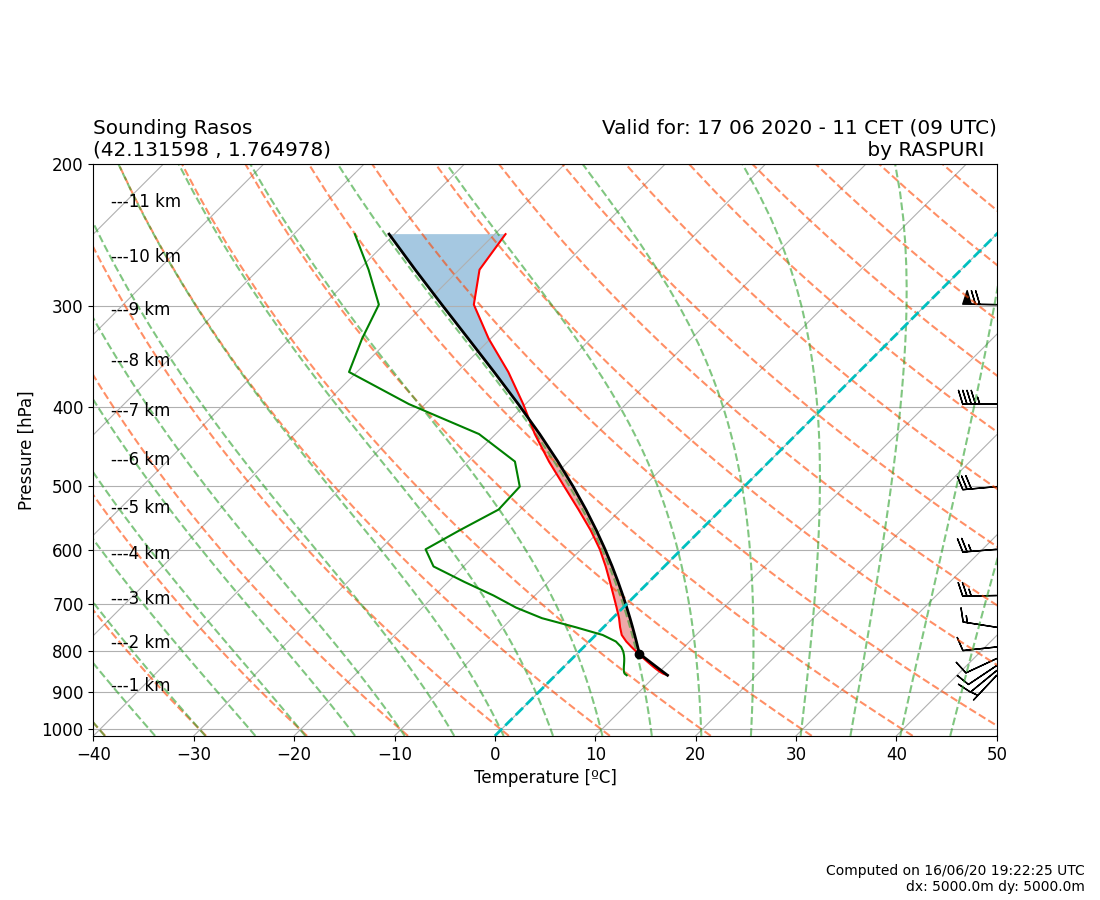 Sounding Rasos
(42.131598 , 1.764978)
Valid for: 17 06 2020 - 11 CET (09 UTC)
by RASPURI
200
300
400
500
600
700
800
900
1000
Pressure [hPa]
---11 km
---10 km
---9 km
---8 km
---7 km
---6 km
---5 km
---4 km
---3 km
---2 km
---1 km
−40 −30 −20 −10 0 10 20 30 40 50
Temperature [ºC]
Computed on 16/06/20 19:22:25 UTC
dx: 5000.0m dy: 5000.0m